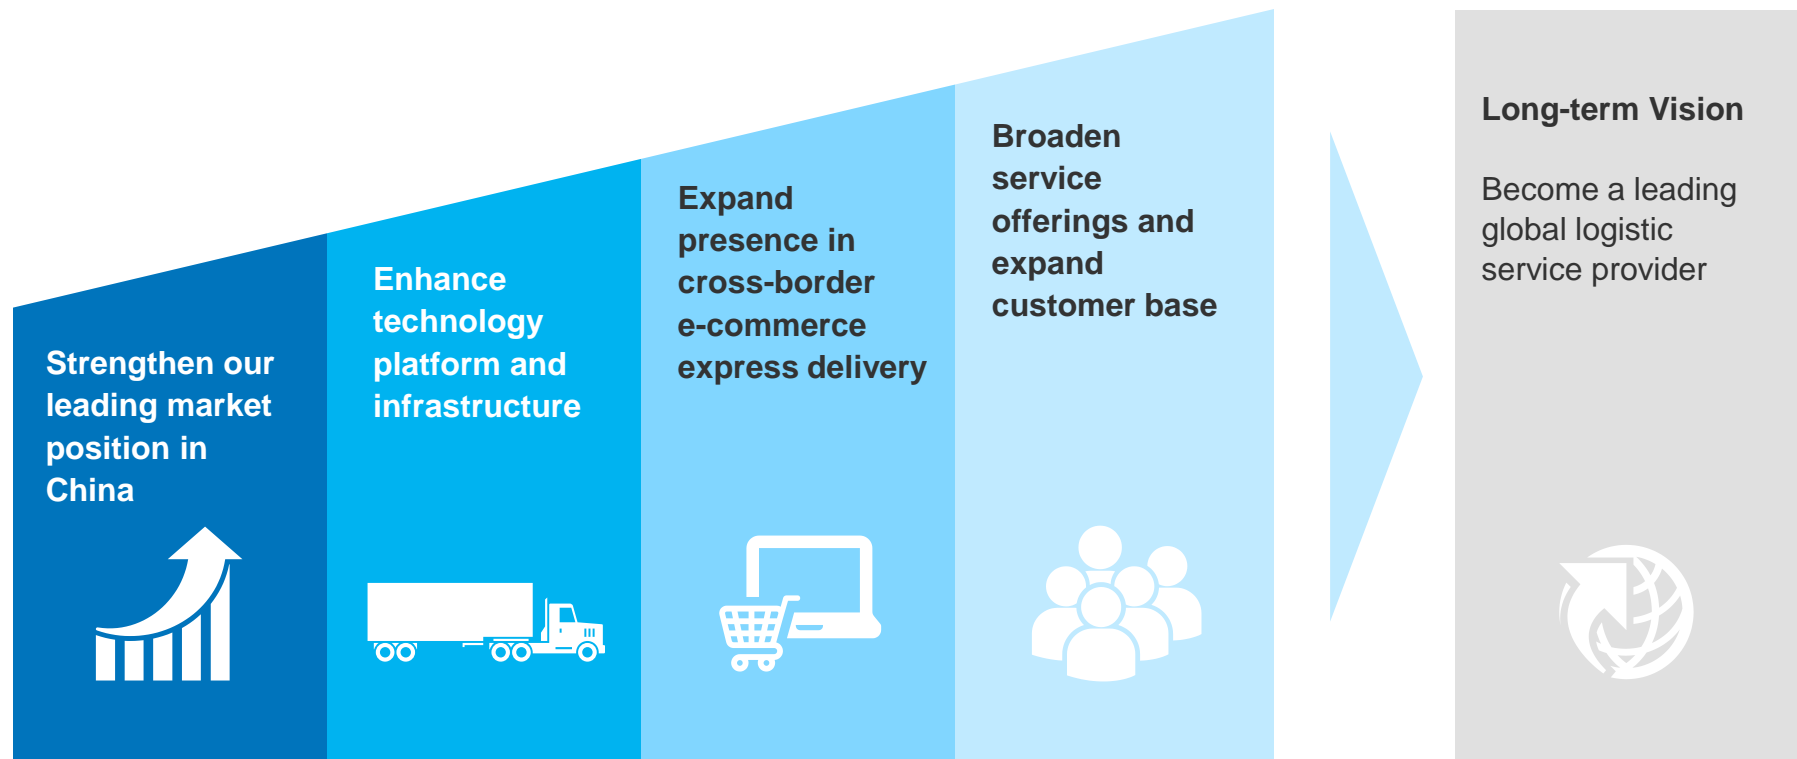 Strengthen our
leading market
position in
China
Enhance
technology
platform and
infrastructure
Expand
presence in
cross-border
e-commerce
express delivery
Broaden
service
offerings and
expand
customer base
Long-term Vision
Become a leading
global logistic
service provider